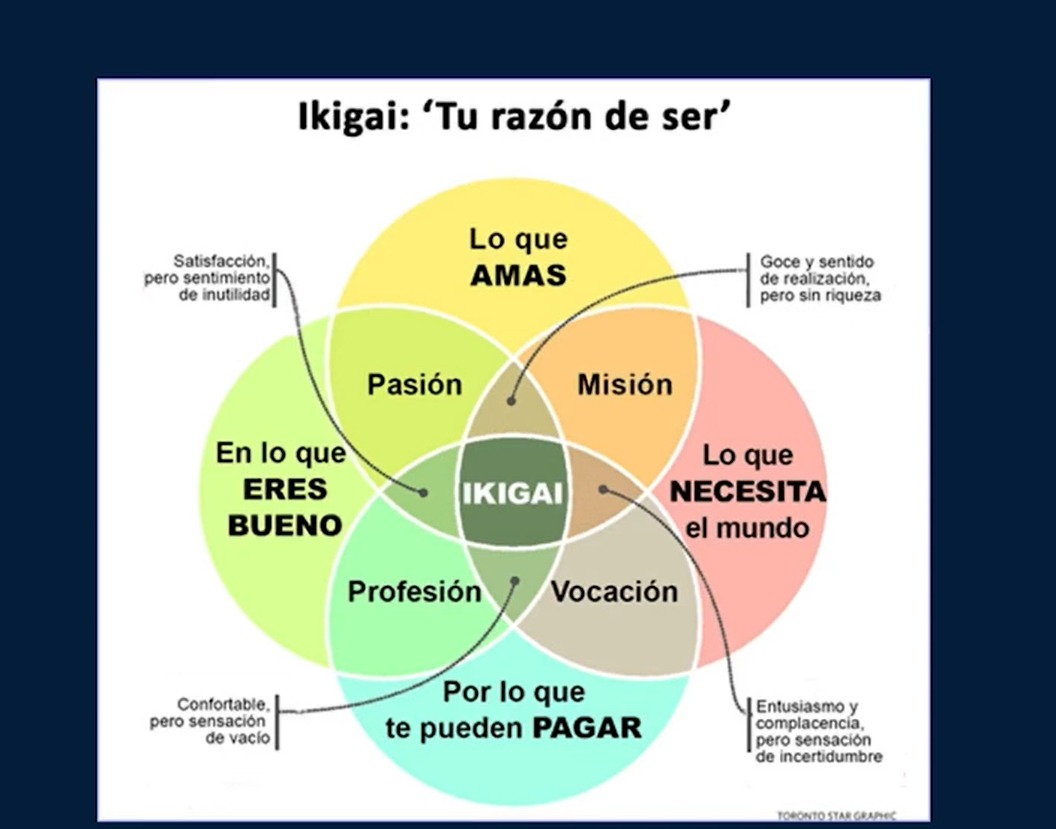 Ikigai: ‘Tu razón de ser’
Lo que
AMAS
Satisfacción,
pero sentimiento
de inutilidad
Goce y sentido
de realización,
pero sin riqueza
Pasión
Misión
En lo que
ERES
BUENO
IKIGAI
Lo que
NECESITA
el mundo
Profesión
Vocación
Por lo que
te pueden PAGAR
Confortable,
pero sensación
de vacío
Entusiasmo y
complacencia,
pero sensación
de incertidumbre
TORONTO STAR GRAPHIC